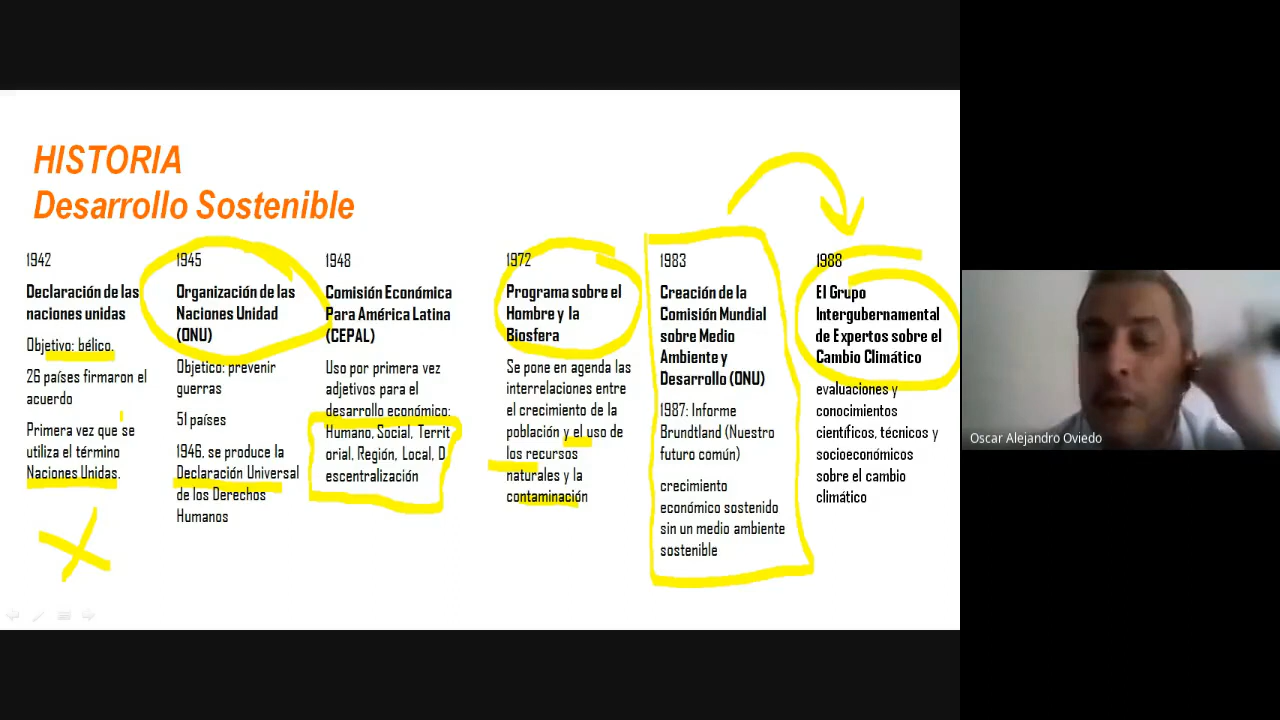 HISTORIA
Desarrollo Sostenible
1942
Declaración de las
naciones unidas
Objetivo: bélico.
26 países firmaron el
acuerdo
Primera vez que se
utiliza el término
Naciones Unidas.
1945
Organización de las
Naciones Unidad
(ONU)
Objetico: prevenir
guerras
51 países
1946, se produce la
Declaración Universal
de los Derechos
Humanos
1948
Comisión Económica
Para América Latina
(CEPAL)
Uso por primera vez
adjetivos para el
desarrollo económico:
Humano, Social, Territ
orial, Región, Local, D
escentralización
1972
Programa sobre el
Hombre y la
Biosfera
Se pone en agenda las
interrelaciones entre
el crecimiento de la
población y el uso de
los recursos
naturales y la
contaminación
1983
Creación de la
Comisión Mundial
sobre Medio
Ambiente y
Desarrollo (ONU)
1987: Informe
Brundtland (Nuestro
futuro común)
crecimiento
económico sostenido
sin un medio ambiente
sostenible
1988
El Grupo
Intergubernamental
de Expertos sobre el
Cambio Climático
evaluaciones y
conocimientos
científicos, técnicos y
socioeconómicos
sobre el cambio
climático
Oscar Alejandro Oviedo